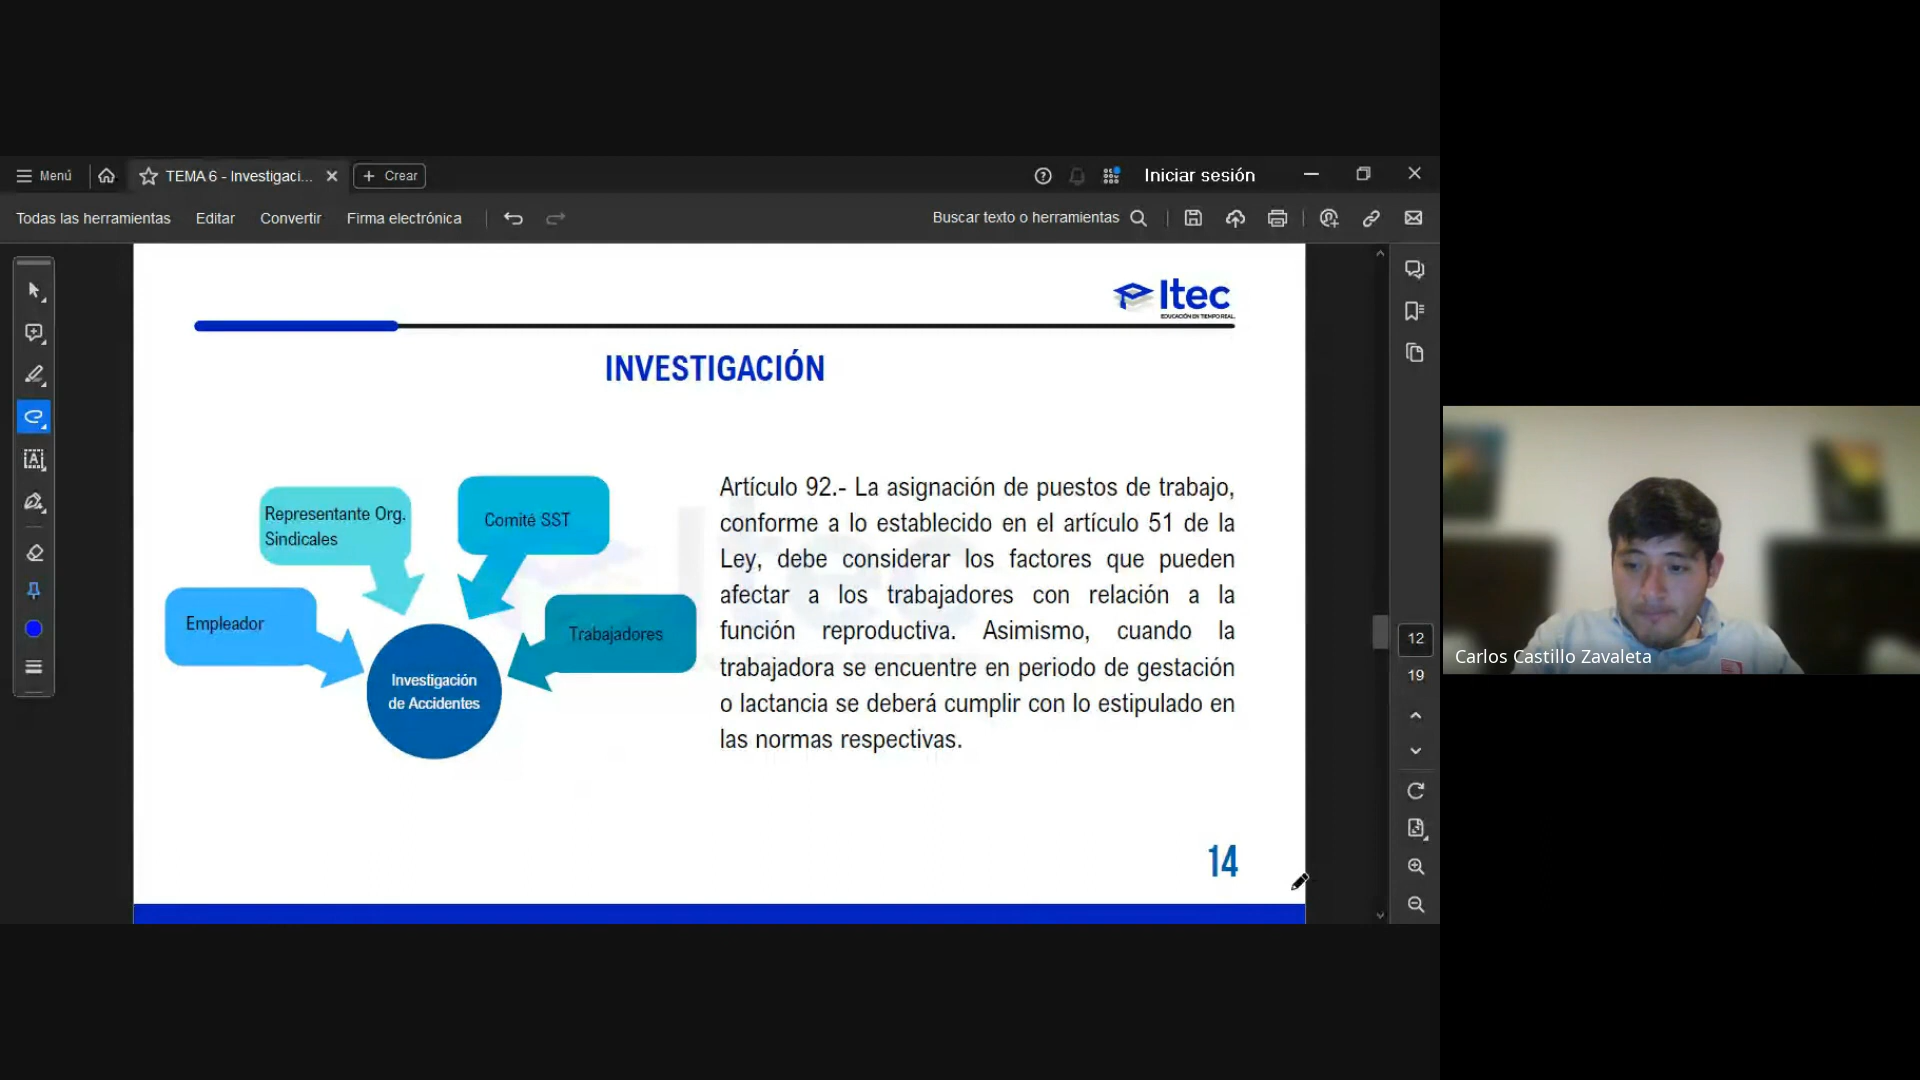 Menú
TEMA 6 - Investigaci...
Crear
Iniciar sesión
Todas las herramientas
Editar
Convertir
Firma electrónica
Buscar texto o herramientas
Itec
EDUCACIÓN EN TIEMPO REAL
INVESTIGACIÓN
Representante Org.
Sindicales
Comité SST
Empleador
Trabajadores
Investigación
de Accidentes
Artículo 92.- La asignación de puestos de trabajo,
conforme a lo establecido en el artículo 51 de la
Ley, debe considerar los factores que pueden
afectar a los trabajadores con relación a la
función reproductiva. Asimismo, cuando la
trabajadora se encuentre en periodo de gestación
o lactancia se deberá cumplir con lo estipulado en
las normas respectivas.
14
12
19
Carlos Castillo Zavaleta